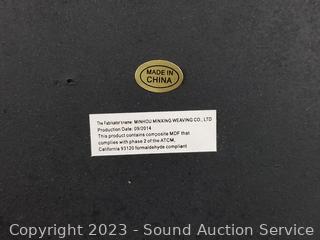 MADE IN
CHINA
The Fabricator's name: MINHOU MINXING WEAVING CO., LTD
Production Date: 09/2014
This product contains composite MDF that
complies with phase 2 of the ATCM,
California 93120 formaldehyde compliant
Copyright 2023 - Sound Auction Service